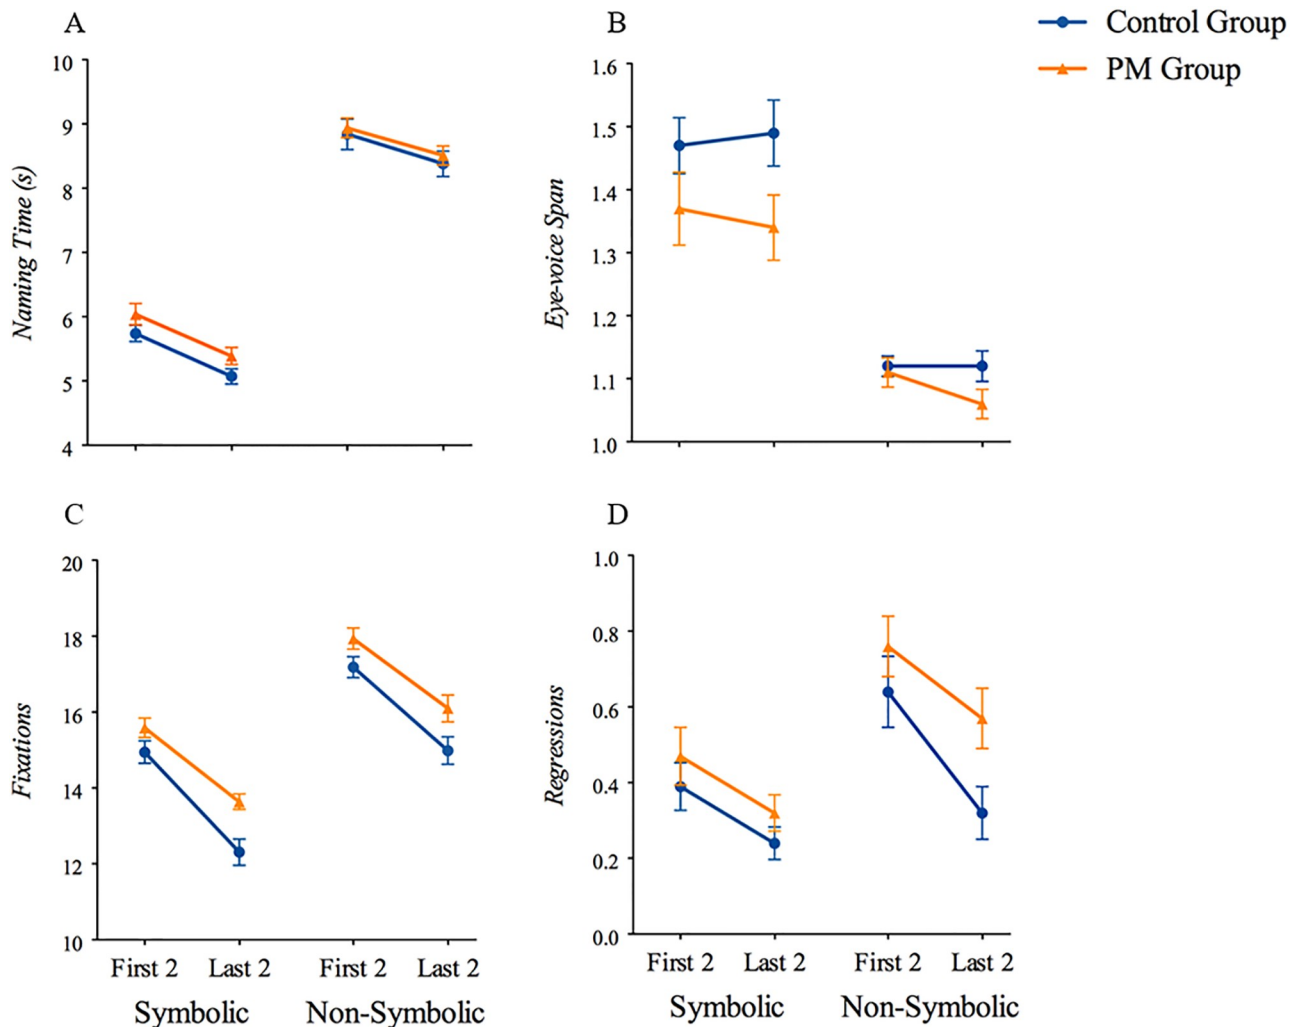 A
B
Control Group
PM Group
Naming Time (s)
10
9
8
7
6
5
4
Eye-voice Span
1.6
1.5
1.4
1.3
1.2
1.1
1.0
C
D
Fixations
20
18
16
14
12
10
First 2 Last 2 First 2 Last 2
Symbolic Non-Symbolic
Regressions
1.0
0.8
0.6
0.4
0.2
0.0
First 2 Last 2 First 2 Last 2
Symbolic Non-Symbolic